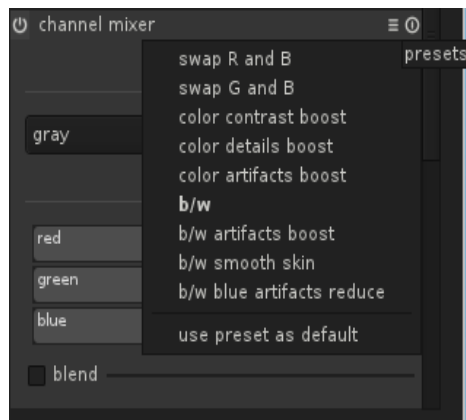 channel mixer
presets
swap R and B
swap G and B
color contrast boost
gray
color details boost
color artifacts boost
b/w
red
b/w artifacts boost
b/w smooth skin
green
b/w blue artifacts reduce
blue
use preset as default
blend